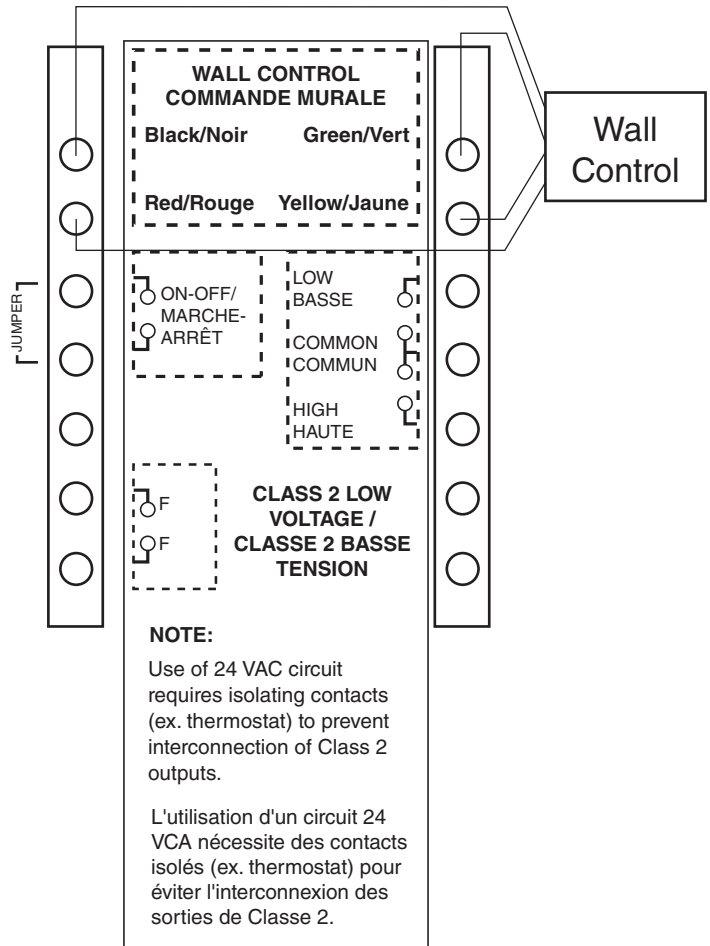 WALL CONTROL
COMMANDE MURALE
Black/Noir Green/Vert
Red/Rouge Yellow/Jaune
Wall
Control
JUMPER
ON-OFF/
MARCHE-
ARRÊT
LOW
BASSE
COMMON
COMMUN
HIGH
HAUTE
F
F
CLASS 2 LOW
VOLTAGE /
CLASSE 2 BASSE
TENSION
NOTE:
Use of 24 VAC circuit
requires isolating contacts
(ex. thermostat) to prevent
interconnection of Class 2
outputs.
L'utilisation d'un circuit 24
VCA nécessite des contacts
isolés (ex. thermostat) pour
éviter l'interconnexion des
sorties de Classe 2.